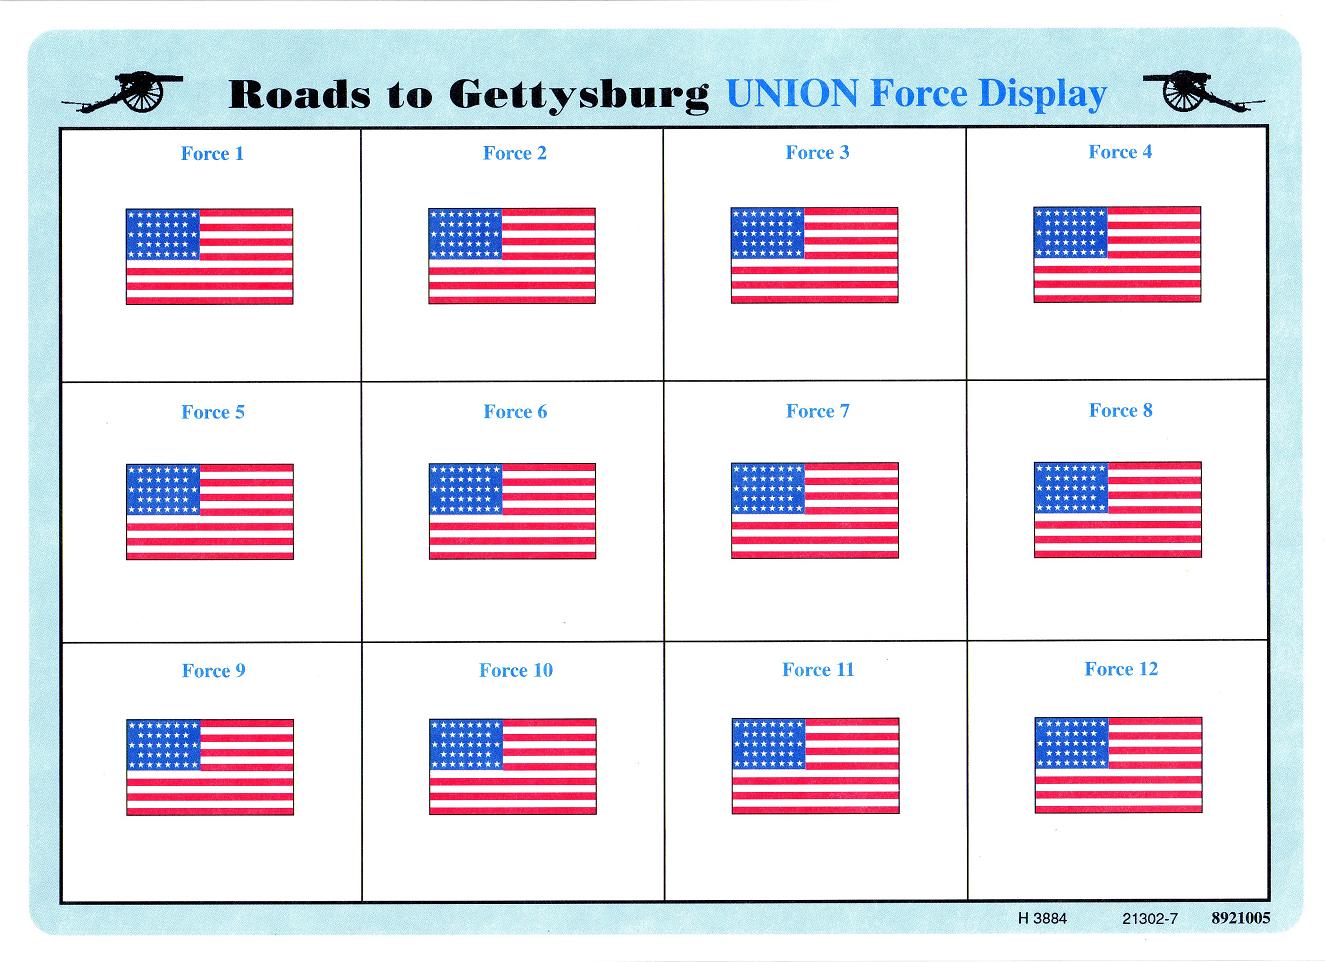 Roads to Gettysburg UNION Force Display
Force 1
Force 2
Force 3
Force 4
Force 5
Force 6
Force 7
Force 8
Force 9
Force 10
Force 11
Force 12
H 3884 21302-7 8921005